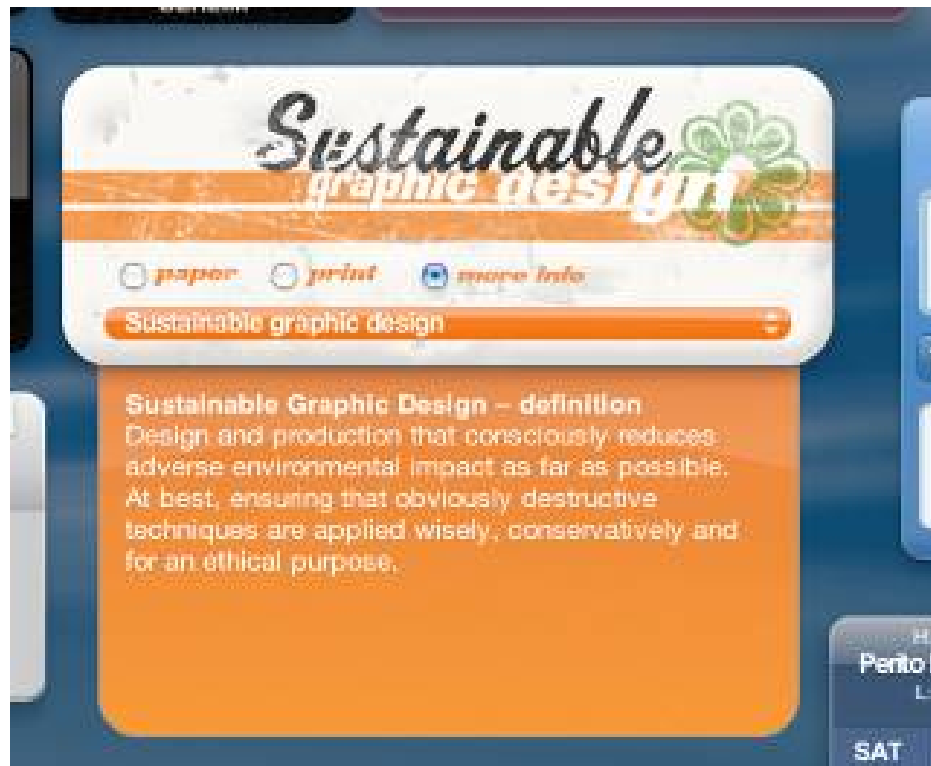 Sustainable
graphic design
paper print more info
Sustainable graphic design
Sustainable Graphic Design – definition
Design and production that consciously reduces
adverse environmental impact as far as possible.
At best, ensuring that obviously destructive
techniques are applied wisely, conservatively and
for an ethical purpose.
Perito
SAT